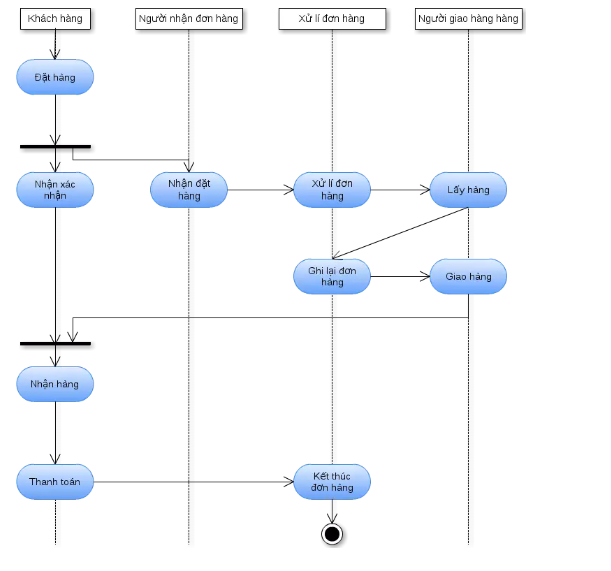 Khách hàng
Người nhận đơn hàng
Xử lí đơn hàng
Người giao hàng hàng
Đặt hàng
Nhận xác
nhận
Nhận đặt
hàng
Xử lí đơn
hàng
Lấy hàng
Ghi lại đơn
hàng
Giao hàng
Nhận hàng
Thanh toán
Kết thúc
đơn hàng